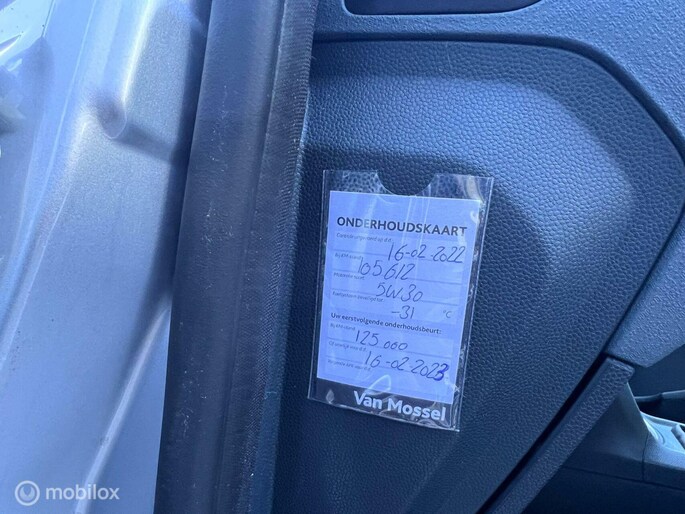 ONDERHOUDSKAART
16-02-2022
105612
5W30
-31 °C
Uw eerstvolgende onderhoudsbeurt:
125.000
16-02-2023
Van Mossel
mobilox